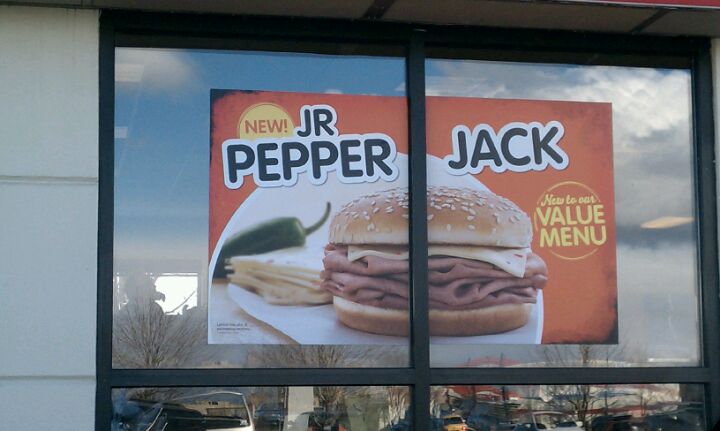 NEW! JR
PEPPER JACK
New to our
VALUE
MENU